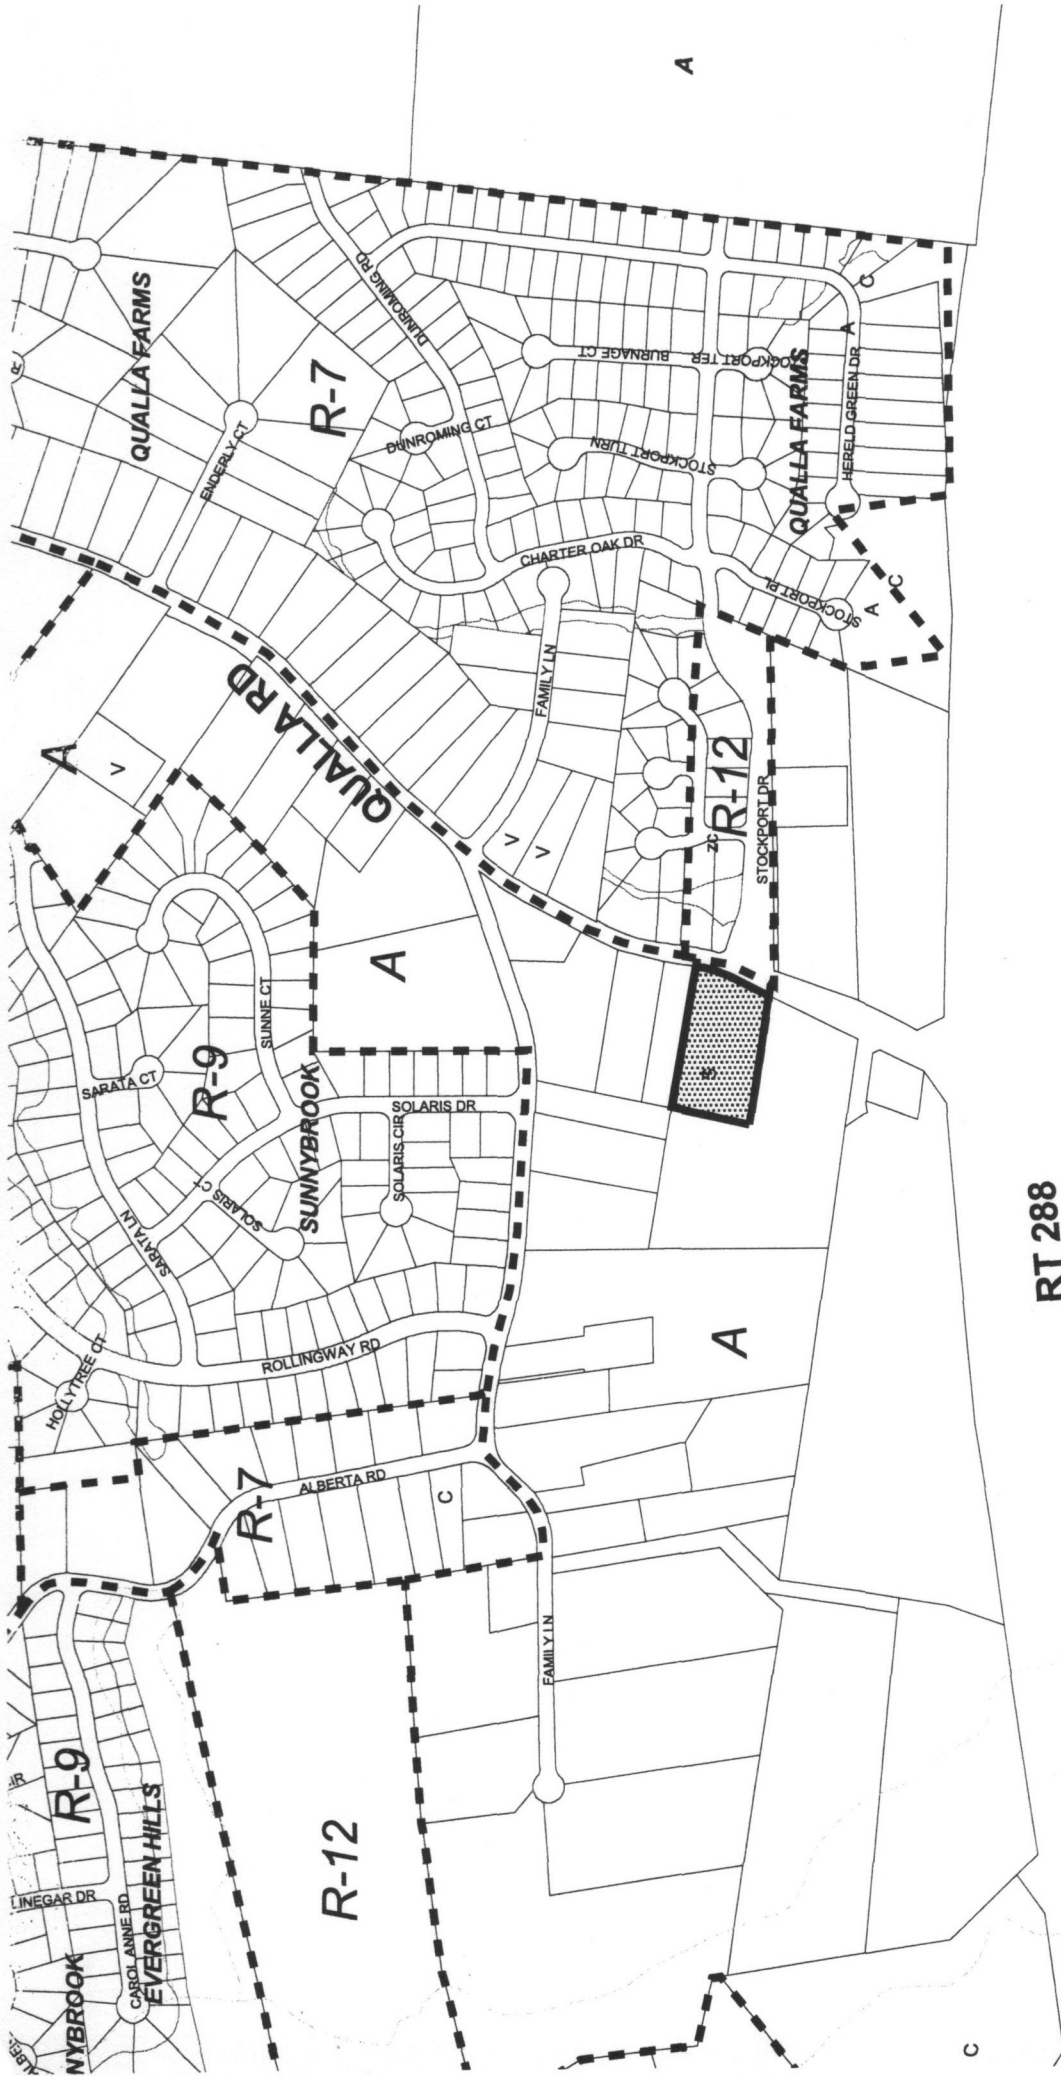 A
QUALLA FARMS
R-7
ENDERLY CT
DUNROMING RD
DUNROMING CT
BURNAGE CT
STOCKPORT TER
STOCKPORT TURN
QUALLA FARMS
HERELD GREEN DR
A
C
CHARTER OAK DR
STOCKPORT PL
A
C
QUALLA RD
FAMILY LN
A
V
V
V
R-12
ZC
STOCKPORT DR
A
R-9
SUNNE CT
SARATA CT
SUNNYBROOK
SOLARIS DR
SOLARIS CIR
SOLARIS CT
SARATA LN
ROLLINGWAY RD
HOLLYTREE CT
A
RT 288
R-7
ALBERTA RD
C
FAMILY LN
R-9
EVERGREEN HILLS
CAROL ANNE RD
LINEGAR DR
NYBROOK
R-12
C